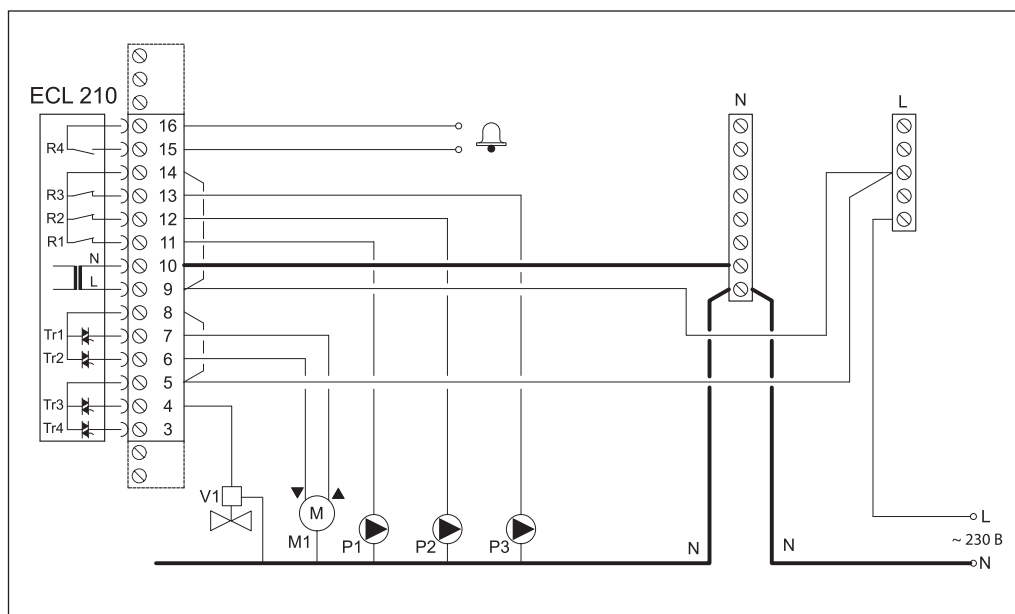 ECL 210
N
L
16
R4
15
14
R3
13
R2
12
R1
11
N
10
L
9
8
Tr1
7
Tr2
6
5
Tr3
4
Tr4
3
V1
M
M1
P1
P2
P3
N
N
L
~ 230 В
N